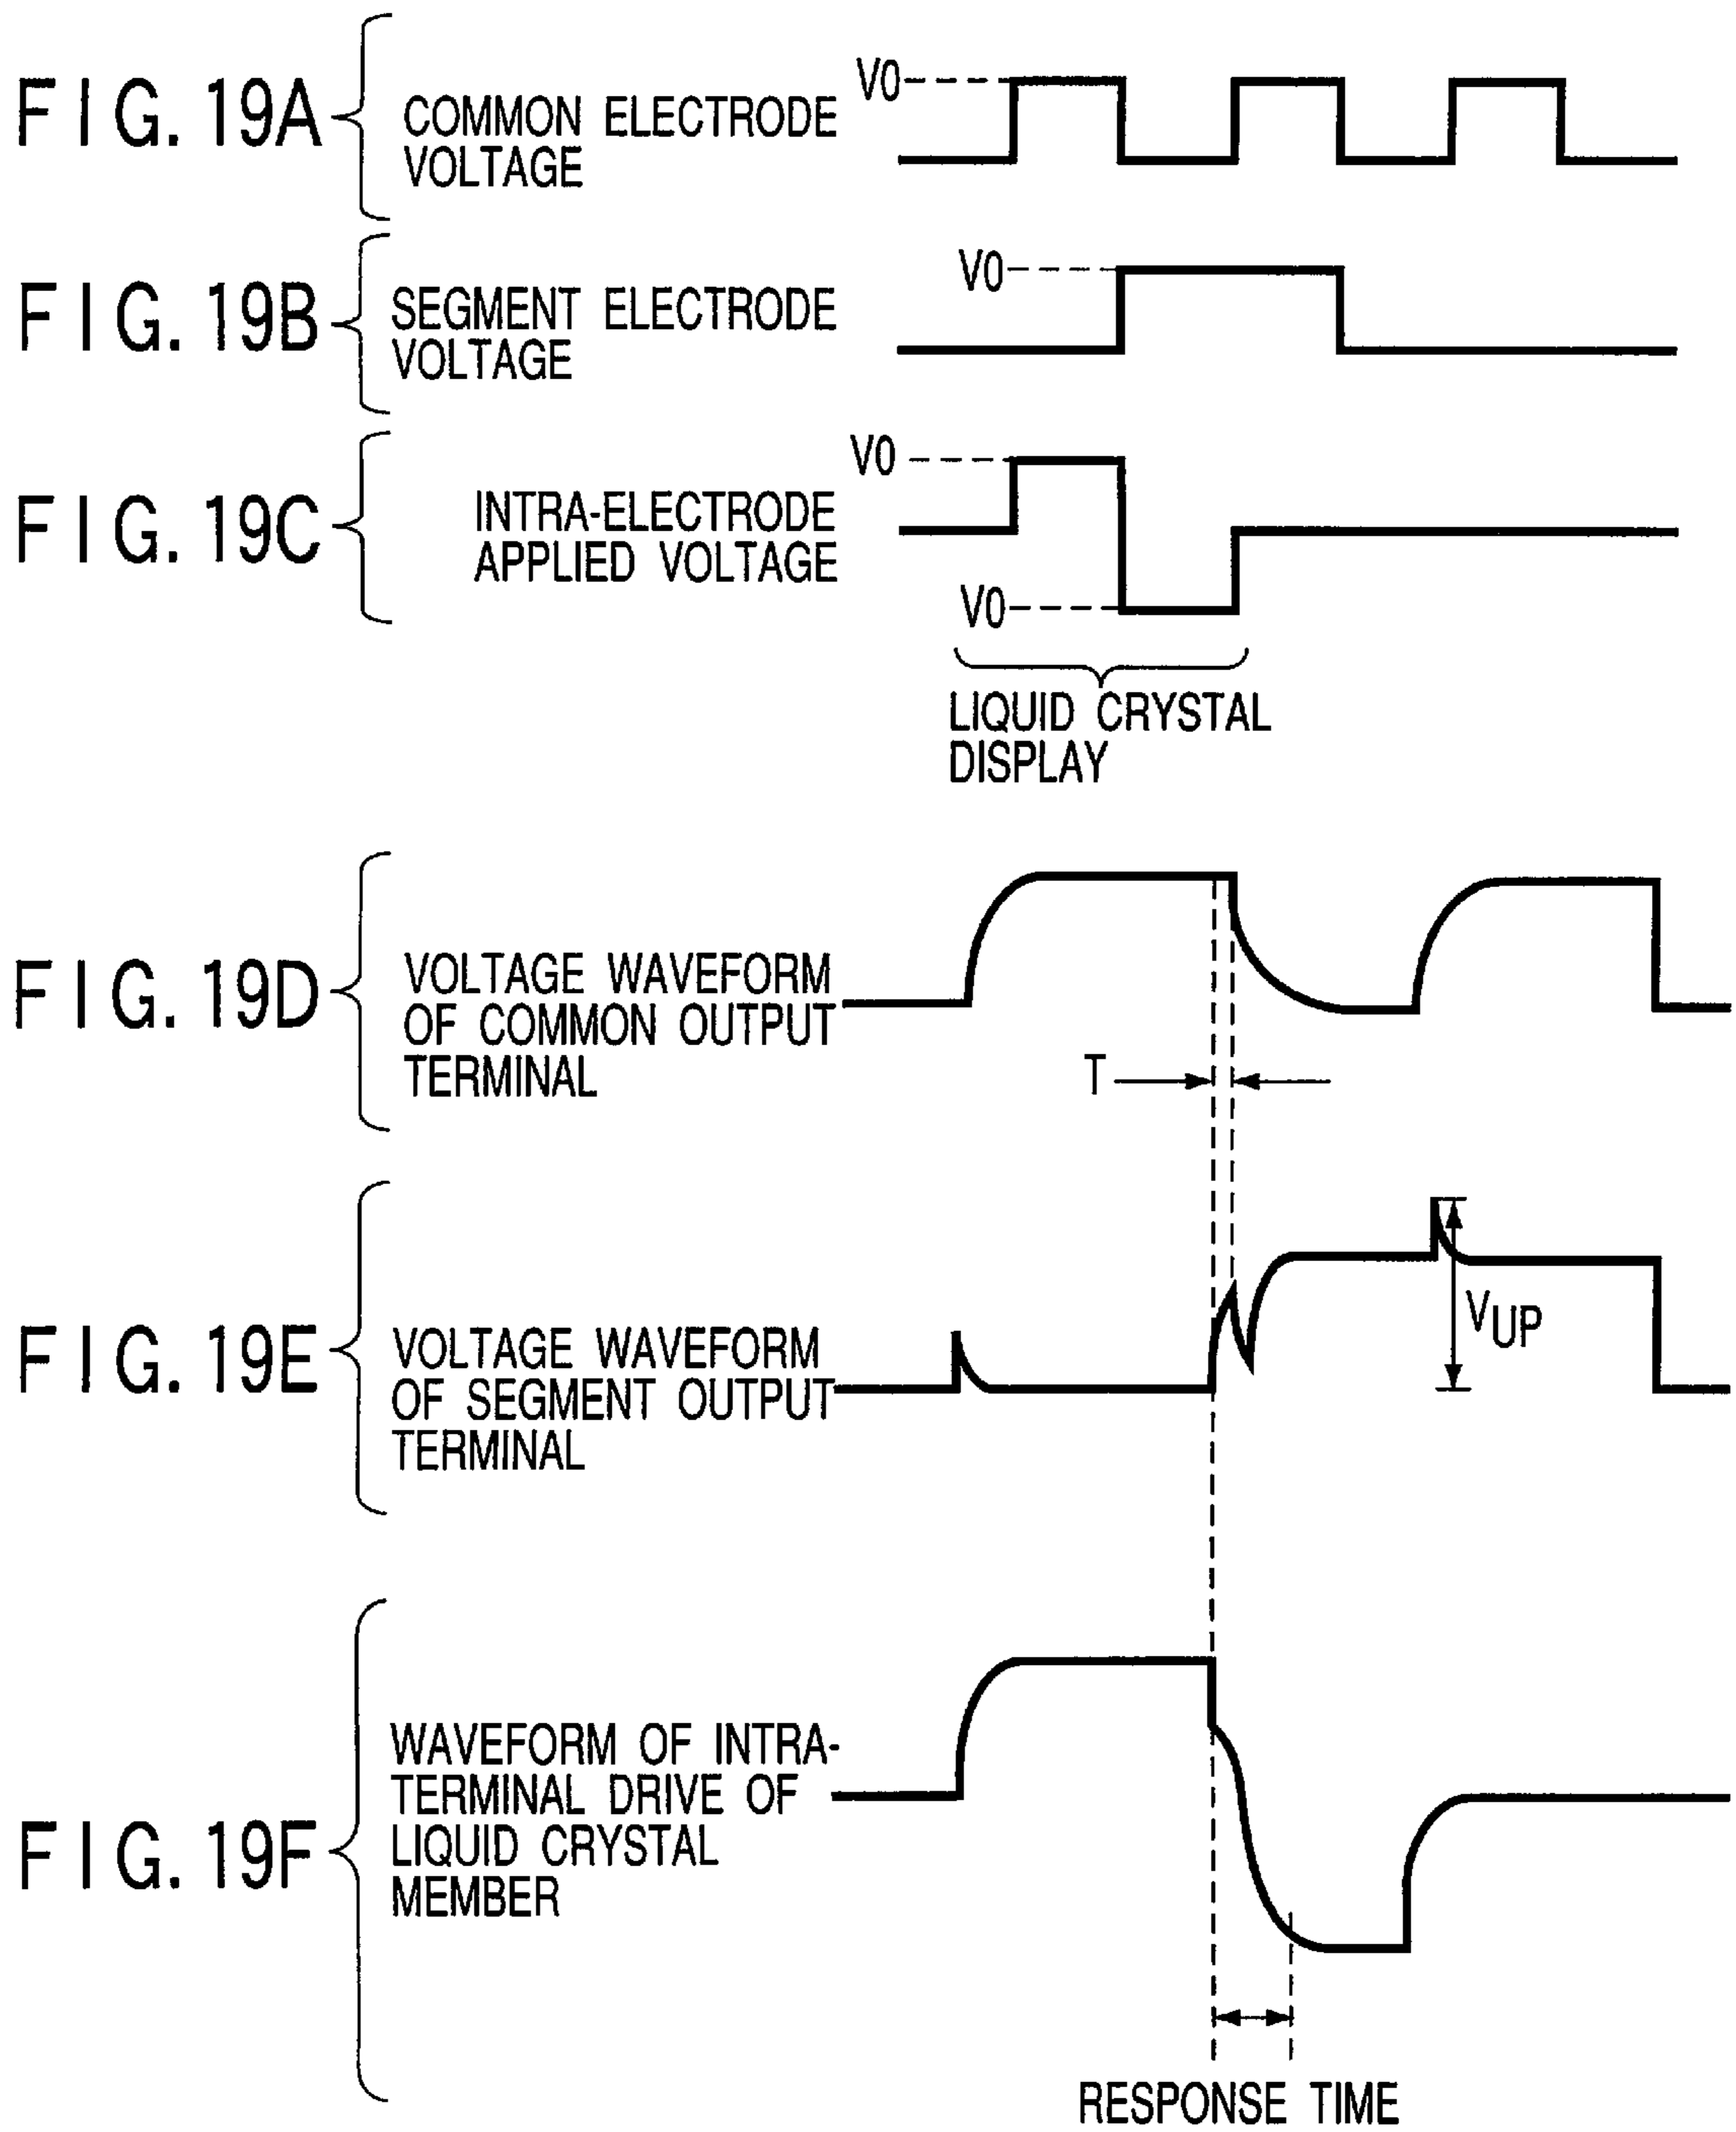 FIG. 19A
COMMON ELECTRODE
VOLTAGE
V0
FIG. 19B
SEGMENT ELECTRODE
VOLTAGE
V0
FIG. 19C
INTRA-ELECTRODE
APPLIED VOLTAGE
V0
V0
LIQUID CRYSTAL
DISPLAY
FIG. 19D
VOLTAGE WAVEFORM
OF COMMON OUTPUT
TERMINAL
T
FIG. 19E
VOLTAGE WAVEFORM
OF SEGMENT OUTPUT
TERMINAL
VUP
FIG. 19F
WAVEFORM OF INTRA-
TERMINAL DRIVE OF
LIQUID CRYSTAL
MEMBER
RESPONSE TIME